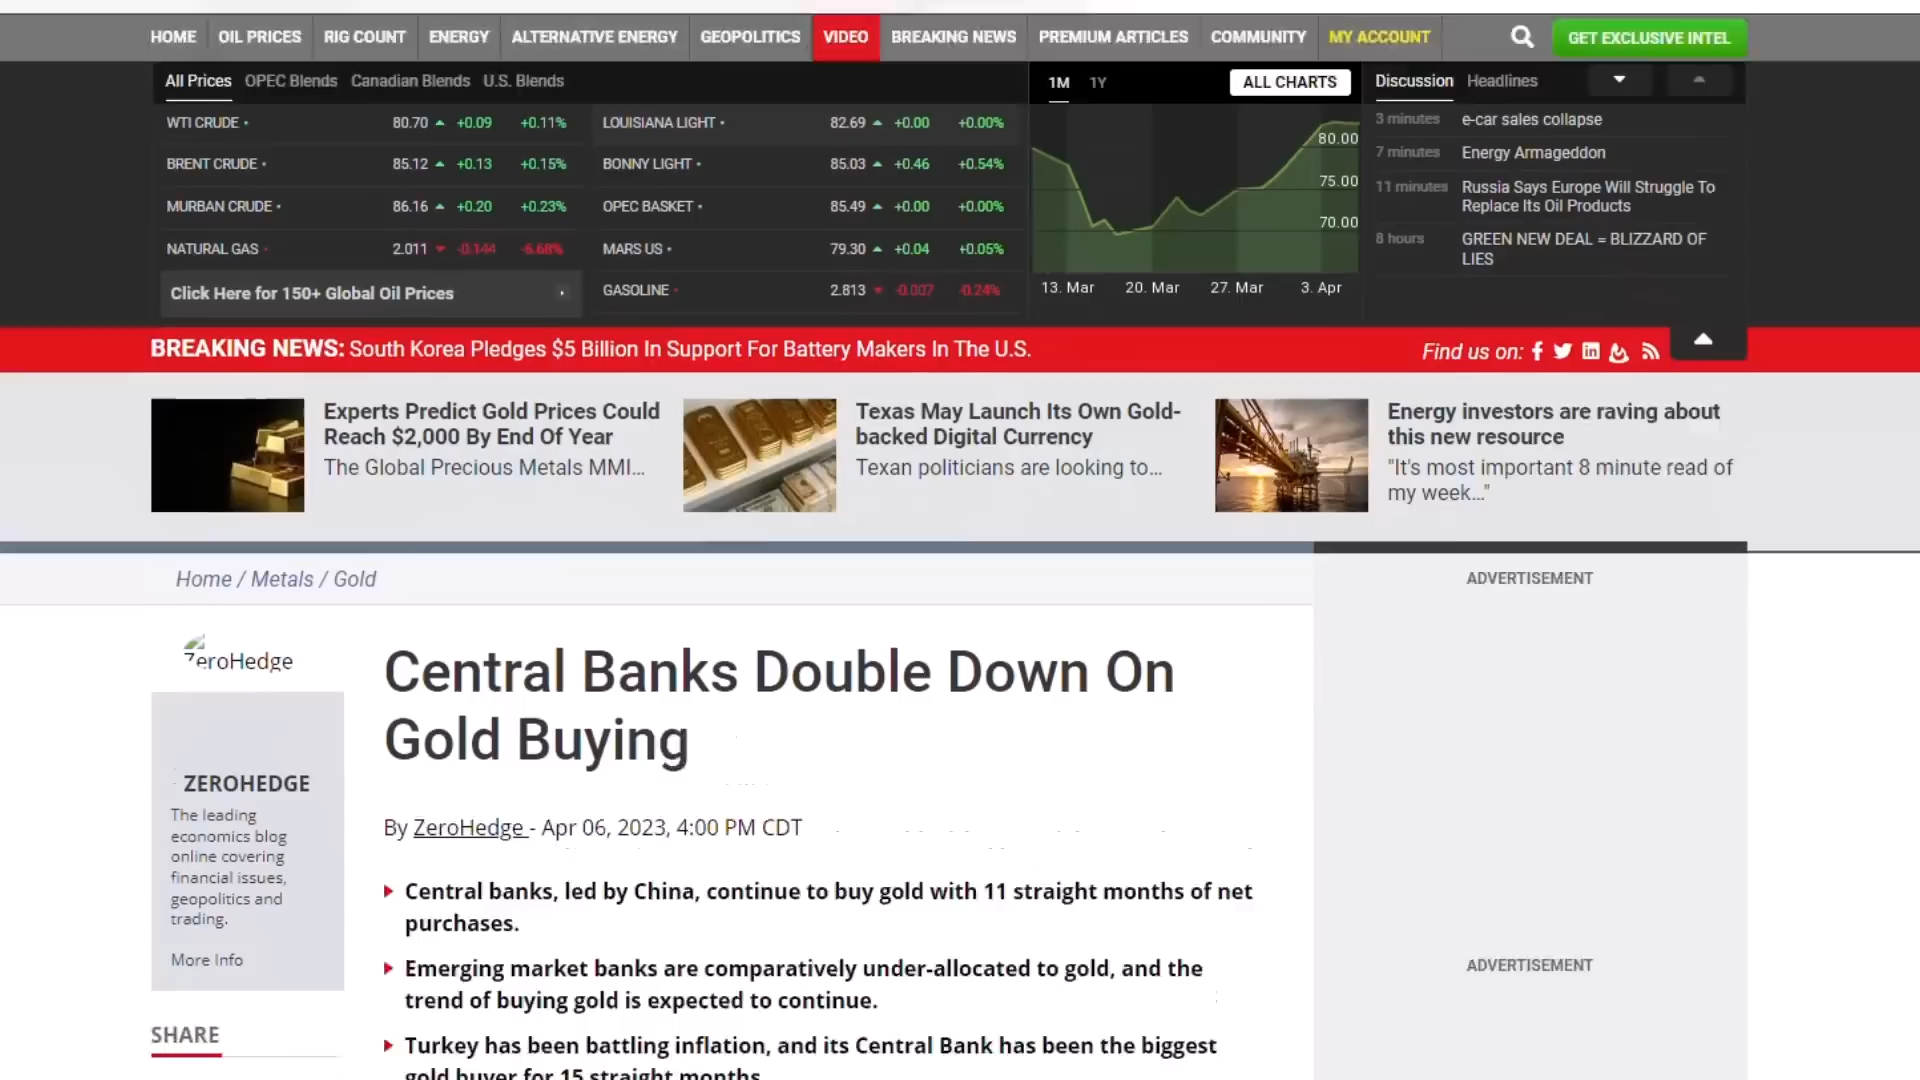 HOME OIL PRICES RIG COUNT ENERGY ALTERNATIVE ENERGY GEOPOLITICS VIDEO BREAKING NEWS PREMIUM ARTICLES COMMUNITY MY ACCOUNT GET EXCLUSIVE INTEL
All Prices OPEC Blends Canadian Blends U.S. Blends
WTI CRUDE • 80.70 +0.09 +0.11%
BRENT CRUDE • 85.12 +0.13 +0.15%
MURBAN CRUDE • 86.16 +0.20 +0.23%
NATURAL GAS • 2.011 -0.144 -6.68%
Click Here for 150+ Global Oil Prices
LOUISIANA LIGHT • 82.69 +0.00 +0.00%
BONNY LIGHT • 85.03 +0.46 +0.54%
OPEC BASKET • 85.49 +0.00 +0.00%
MARS US • 79.30 +0.04 +0.05%
GASOLINE • 2.813 -0.007 -0.24%
1M 1Y ALL CHARTS
80.00
75.00
70.00
13. Mar 20. Mar 27. Mar 3. Apr
Discussion Headlines
3 minutes e-car sales collapse
7 minutes Energy Armageddon
11 minutes Russia Says Europe Will Struggle To
Replace Its Oil Products
8 hours GREEN NEW DEAL = BLIZZARD OF
LIES
BREAKING NEWS: South Korea Pledges $5 Billion In Support For Battery Makers In The U.S.
Find us on:
Experts Predict Gold Prices Could
Reach $2,000 By End Of Year
The Global Precious Metals MMI...
Texas May Launch Its Own Gold-
backed Digital Currency
Texan politicians are looking to...
Energy investors are raving about
this new resource
"It's most important 8 minute read of
my week..."
Home / Metals / Gold
ADVERTISEMENT
ZeroHedge
ZEROHEDGE
The leading
economics blog
online covering
financial issues,
geopolitics and
trading.
More Info
SHARE
Central Banks Double Down On
Gold Buying
By ZeroHedge - Apr 06, 2023, 4:00 PM CDT
Central banks, led by China, continue to buy gold with 11 straight months of net
purchases.
Emerging market banks are comparatively under-allocated to gold, and the
trend of buying gold is expected to continue.
Turkey has been battling inflation, and its Central Bank has been the biggest
gold buyer for 15 straight months.
ADVERTISEMENT